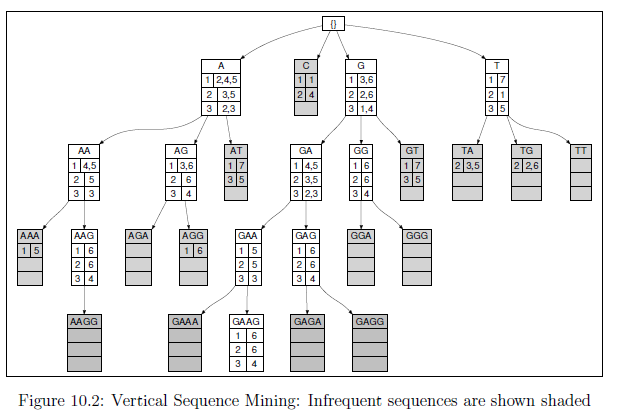 {}
A C G T
1 2,4,5 1 1 1 3,6 1 7
2 3,5 2 4 2 2,6 2 1
3 2,3 3 1,4 3 5
AA AG AT GA GG GT TA TG TT
1 4,5 1 3,6 1 7 1 4,5 1 6 1 7 2 3,5 2 2,6
2 5 2 6 3 5 2 3,5 2 6 3 5
3 3 3 4 3 2,3 3 4
AAA AAG AGA AGG GAA GAG GGA GGG
1 5 1 6 1 6 1 5 1 6
2 6 2 5 2 6
3 4 3 3 3 4
AAGG GAAA GAAG GAGA GAGG
1 6
2 6
3 4
Figure 10.2: Vertical Sequence Mining: Infrequent sequences are shown shaded